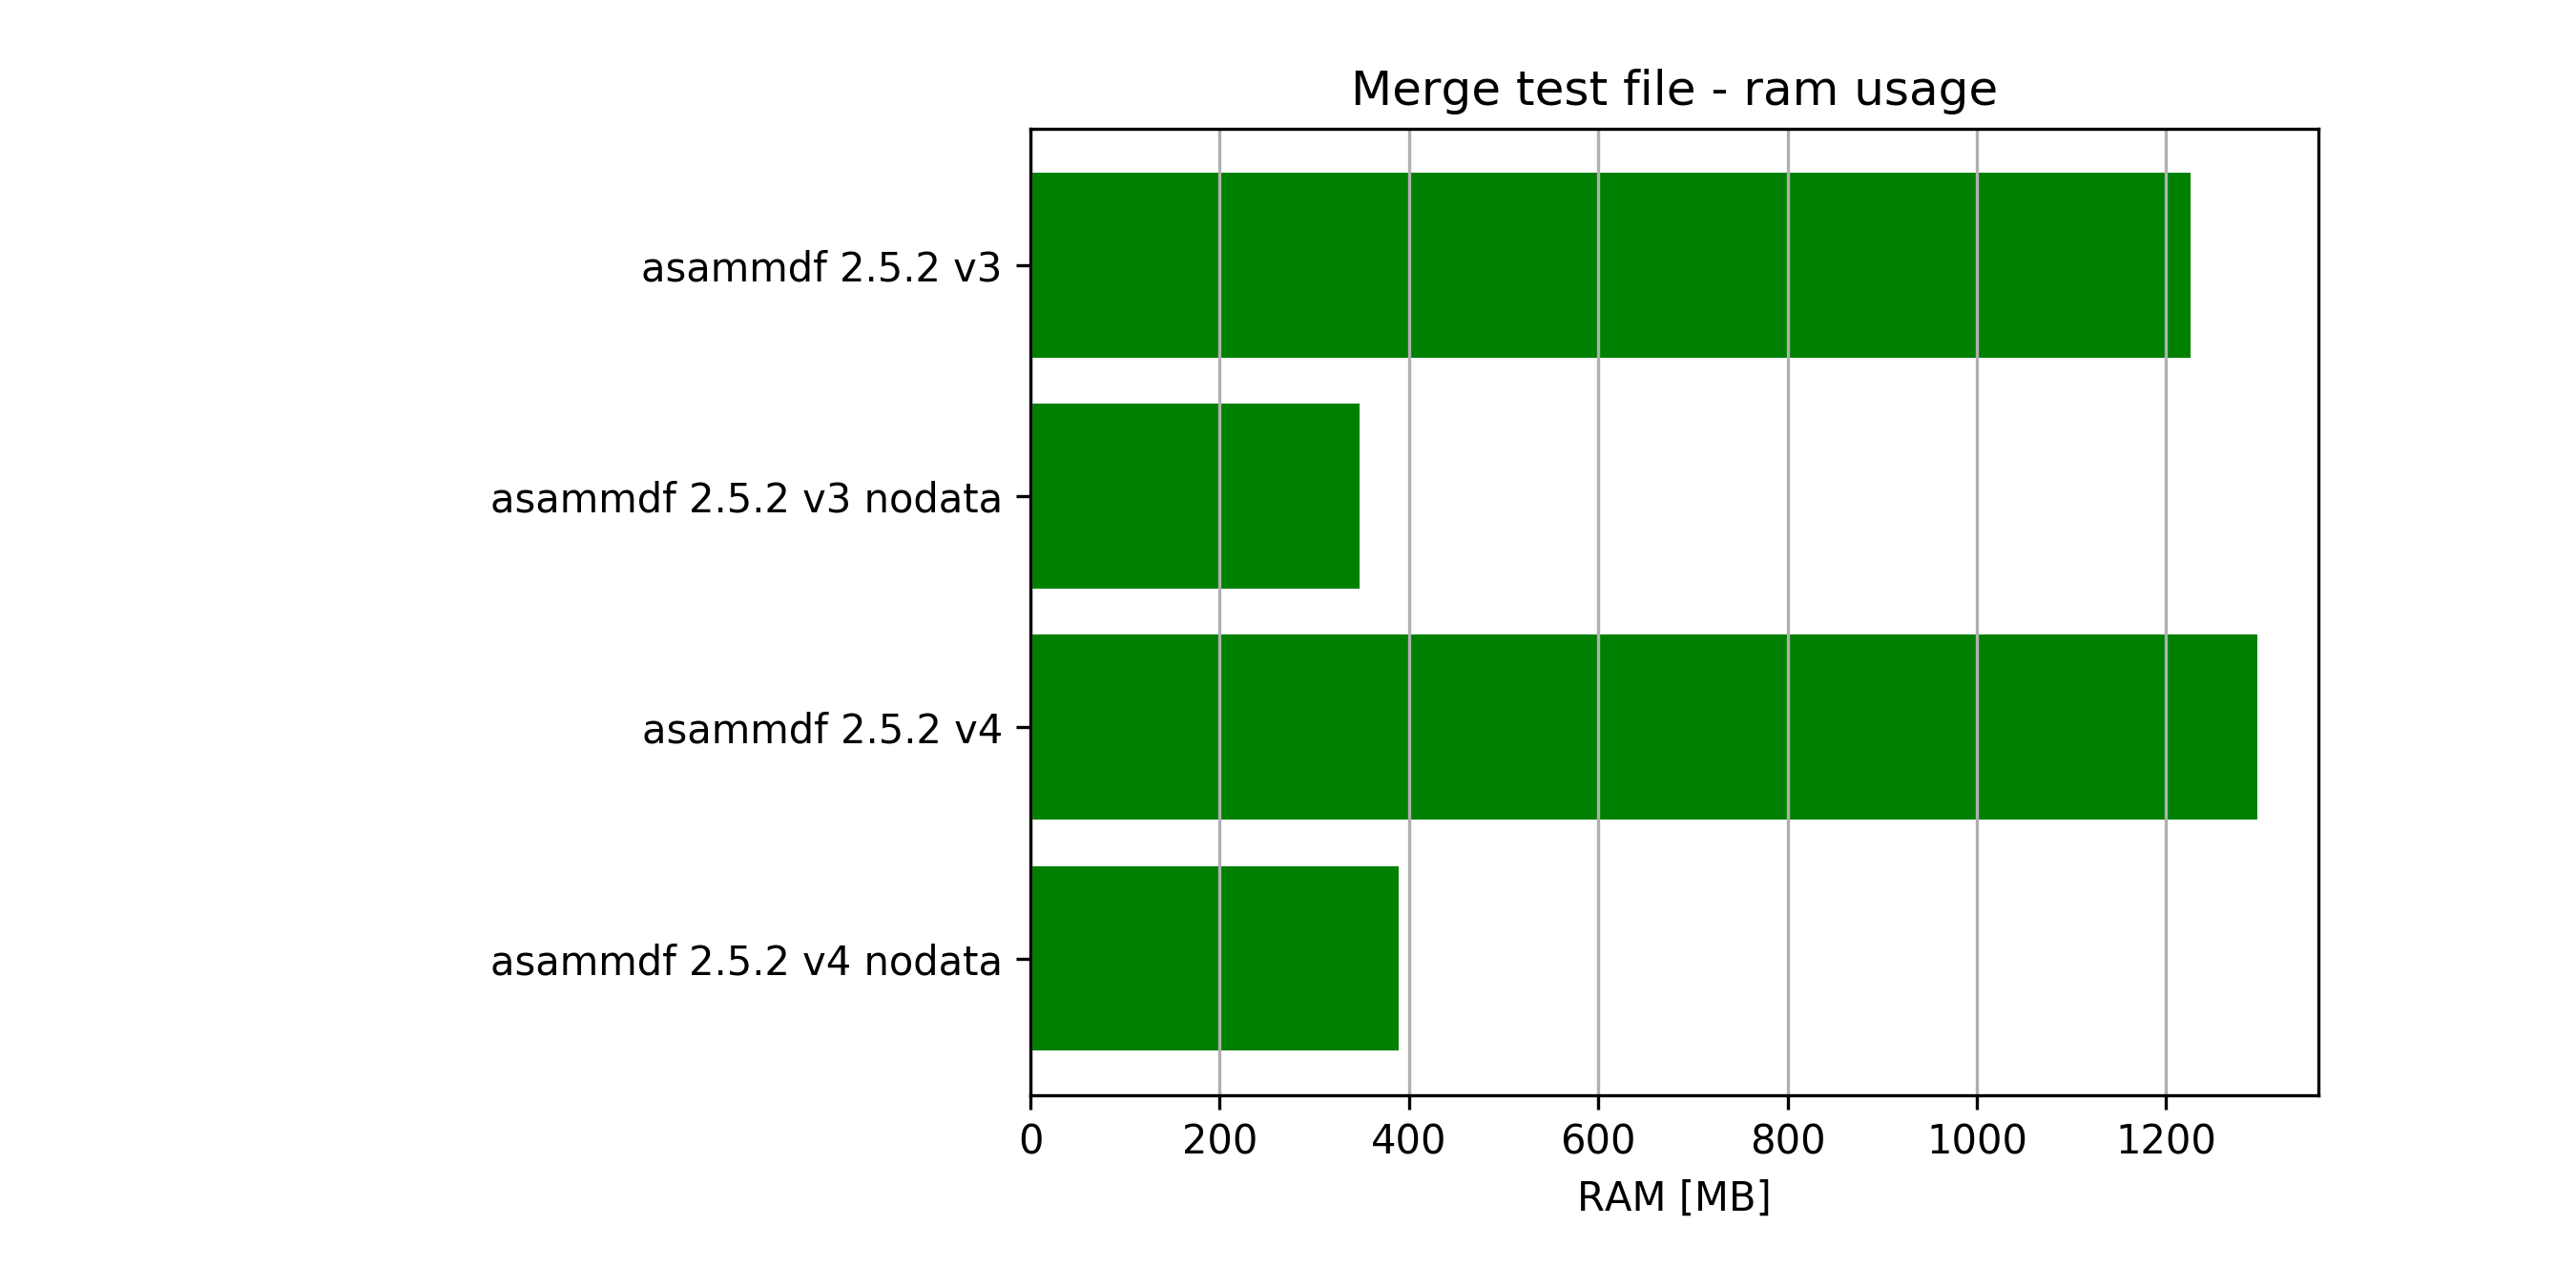 Merge test file - ram usage
asammdf 2.5.2 v3
asammdf 2.5.2 v3 nodata
asammdf 2.5.2 v4
asammdf 2.5.2 v4 nodata
0 200 400 600 800 1000 1200
RAM [MB]